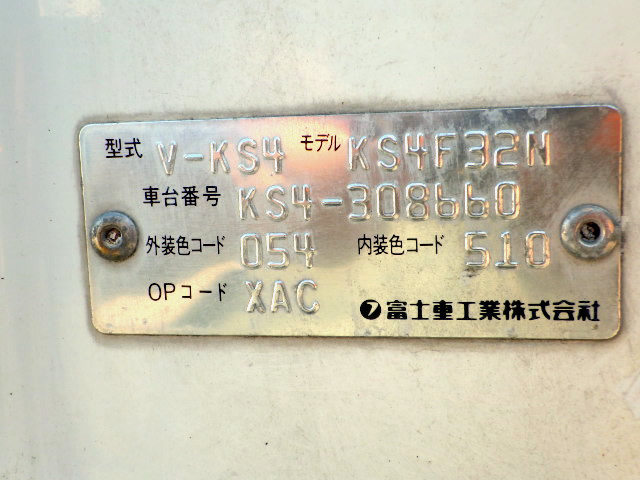 型式 V-KS4 モデル KS4F32N
車台番号 KS4-308660
外装色コード 054 内装色コード 510
OPコード XAC
富士重工業株式会社